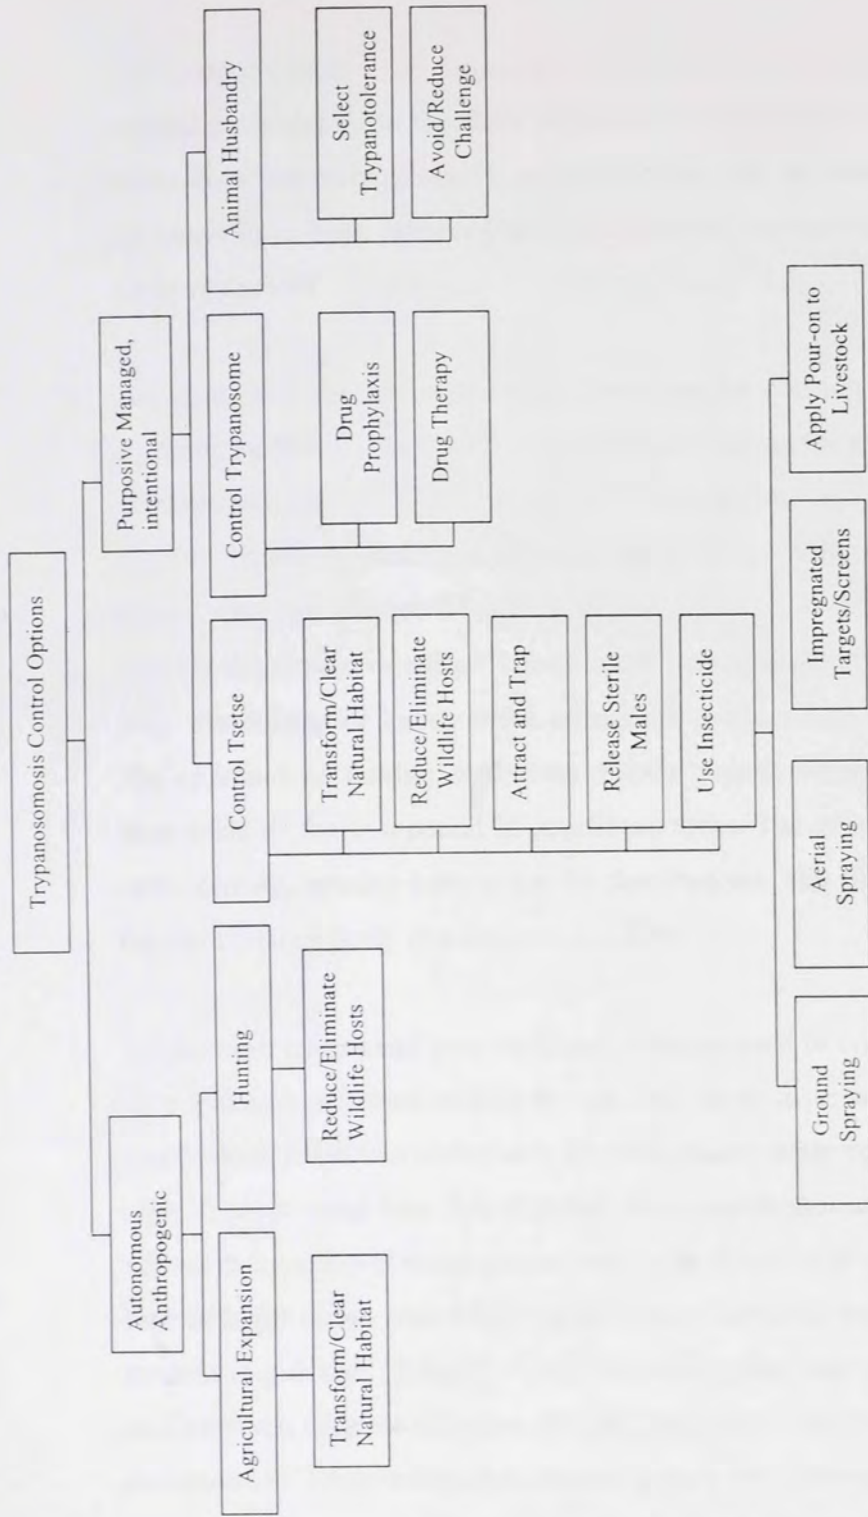 Trypanosomosis Control Options
Autonomous
Anthropogenic
Purposive Managed,
intentional
Agricultural Expansion
Hunting
Control Tsetse
Control Trypanosome
Animal Husbandry
Transform/Clear
Natural Habitat
Reduce/Eliminate
Wildlife Hosts
Transform/Clear
Natural Habitat
Reduce/Eliminate
Wildlife Hosts
Attract and Trap
Release Sterile
Males
Use Insecticide
Drug
Prophylaxis
Drug Therapy
Select
Trypanotolerance
Avoid/Reduce
Challenge
Ground
Spraying
Aerial
Spraying
Impregnated
Targets/Screens
Apply Pour-on to
Livestock